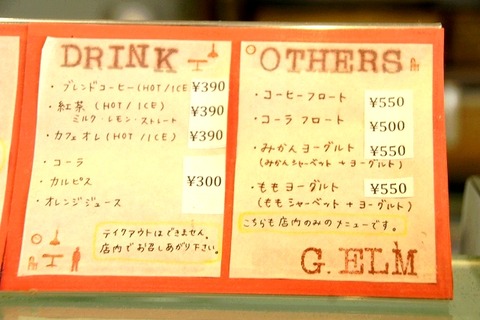 DRINK
・ブレンドコーヒー(HOT/ICE ¥390
・紅茶 (HOT/ICE) ¥390
ミルク・レモン・ストレート
・カフェオレ(HOT/ICE) ¥390
・コーラ
・カルピス ¥300
・オレンジジュース
テイクアウトはできません。
店内でお召しあがり下さい。
OTHERS
・コーヒーフロート ¥550
・コーラフロート ¥500
・みかんヨーグルト ¥550
(みかんシャーベット+ヨーグルト)
・ももヨーグルト ¥550
(ももシャーベット+ヨーグルト)
こちらも店内のみのメニューです。
G.ELM